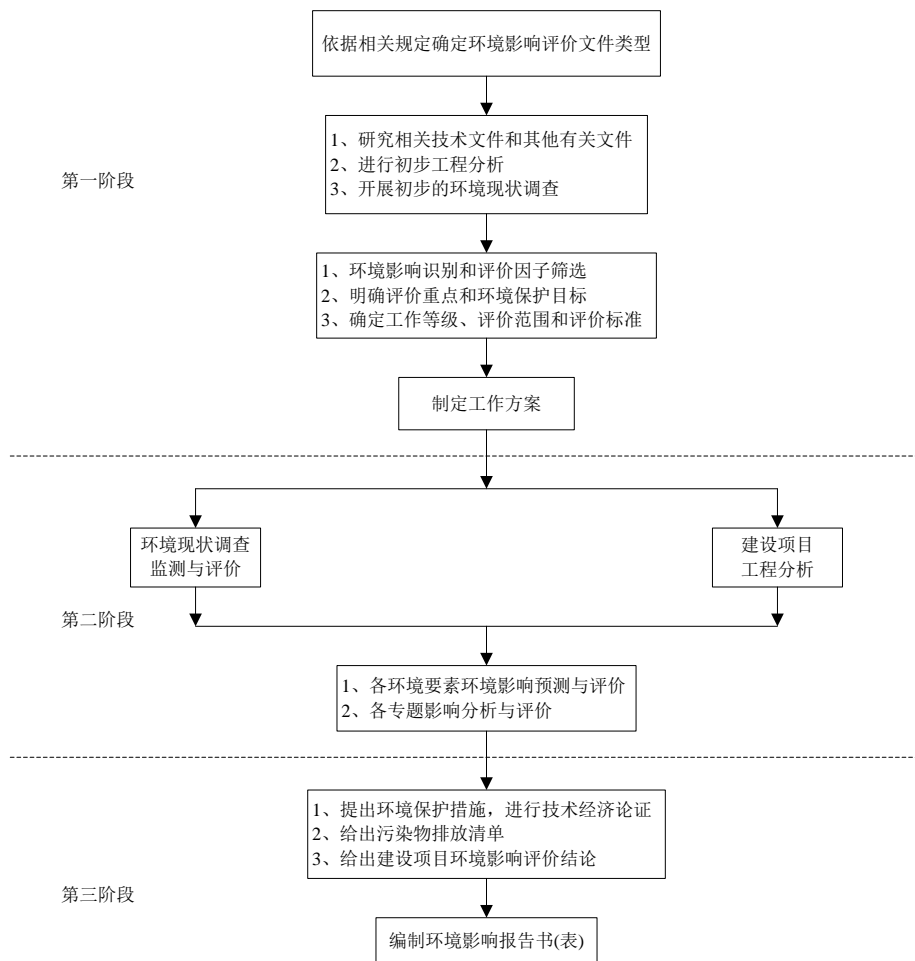 依据相关规定确定环境影响评价文件类型
1、研究相关技术文件和其他有关文件
2、进行初步工程分析
3、开展初步的环境现状调查
第一阶段
1、环境影响识别和评价因子筛选
2、明确评价重点和环境保护目标
3、确定工作等级、评价范围和评价标准
制定工作方案
环境现状调查
监测与评价
建设项目
工程分析
第二阶段
1、各环境要素环境影响预测与评价
2、各专题影响分析与评价
1、提出环境保护措施，进行技术经济论证
2、给出污染物排放清单
3、给出建设项目环境影响评价结论
第三阶段
编制环境影响报告书(表)